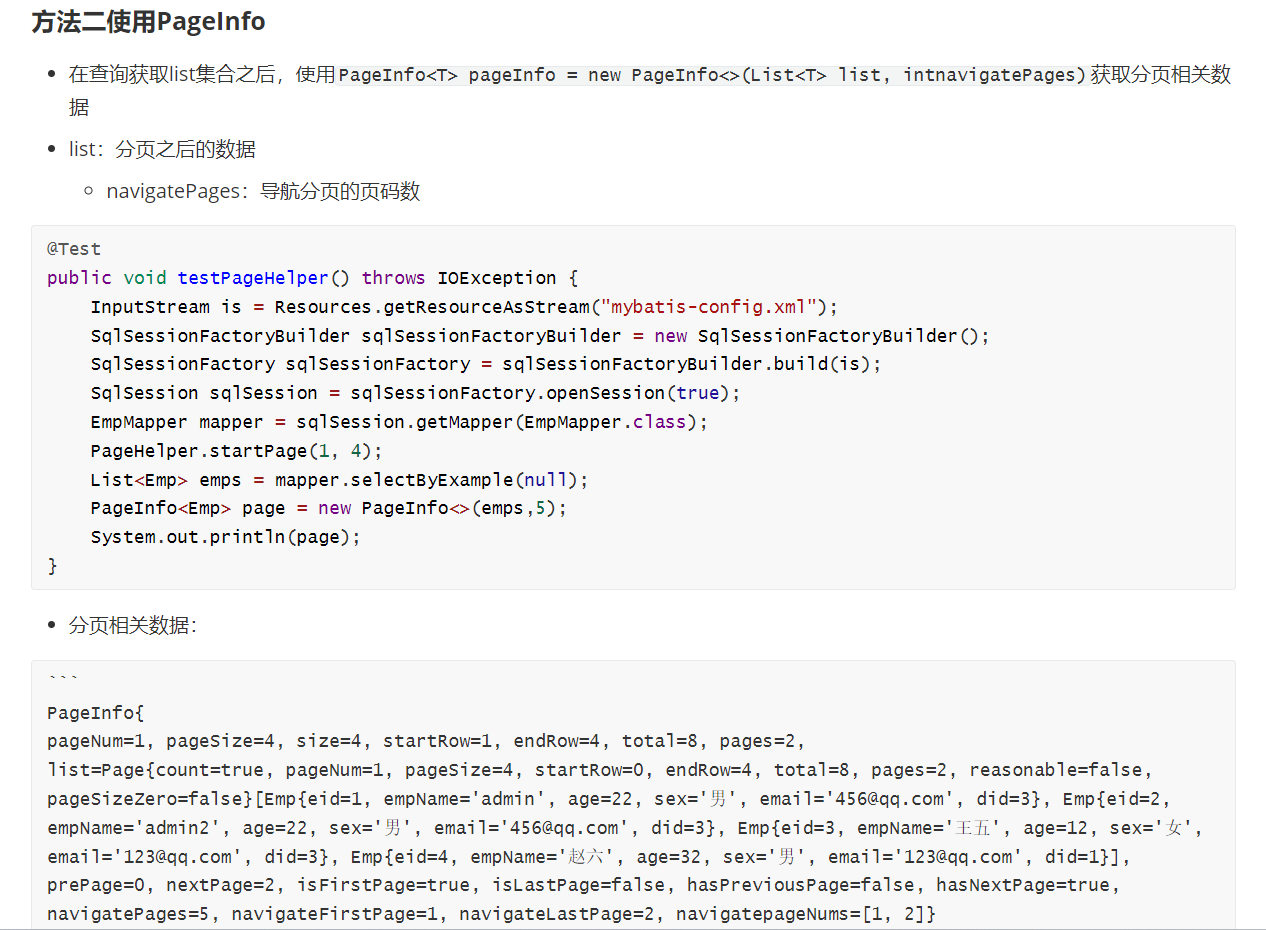 方法二使用PageInfo
• 在查询获取list集合之后，使用PageInfo<T> pageInfo = new PageInfo<>(List<T> list, intnavigatePages)获取分页相关数
据
• list：分页之后的数据
◦ navigatePages：导航分页的页码数
@Test
public void testPageHelper() throws IOException {
    InputStream is = Resources.getResourceAsStream("mybatis-config.xml");
    SqlSessionFactoryBuilder sqlSessionFactoryBuilder = new SqlSessionFactoryBuilder();
    SqlSessionFactory sqlSessionFactory = sqlSessionFactoryBuilder.build(is);
    SqlSession sqlSession = sqlSessionFactory.openSession(true);
    EmpMapper mapper = sqlSession.getMapper(EmpMapper.class);
    PageHelper.startPage(1, 4);
    List<Emp> emps = mapper.selectByExample(null);
    PageInfo<Emp> page = new PageInfo<>(emps,5);
    System.out.println(page);
}
• 分页相关数据：
```
PageInfo{
pageNum=1, pageSize=4, size=4, startRow=1, endRow=4, total=8, pages=2,
list=Page{count=true, pageNum=1, pageSize=4, startRow=0, endRow=4, total=8, pages=2, reasonable=false,
pageSizeZero=false}[Emp{eid=1, empName='admin', age=22, sex='男', email='456@qq.com', did=3}, Emp{eid=2,
empName='admin2', age=22, sex='男', email='456@qq.com', did=3}, Emp{eid=3, empName='王五', age=12, sex='女',
email='123@qq.com', did=3}, Emp{eid=4, empName='赵六', age=32, sex='男', email='123@qq.com', did=1}],
prePage=0, nextPage=2, isFirstPage=true, isLastPage=false, hasPreviousPage=false, hasNextPage=true,
navigatePages=5, navigateFirstPage=1, navigateLastPage=2, navigatepageNums=[1, 2]}